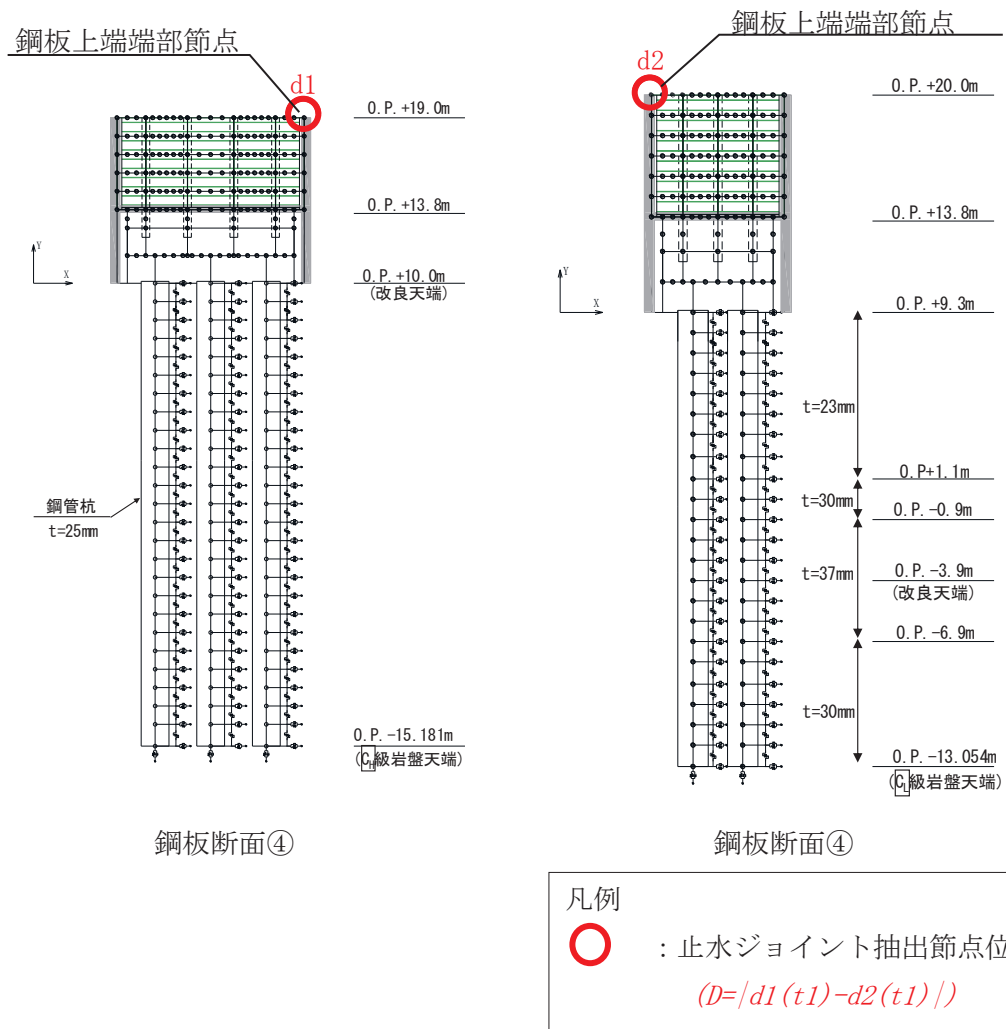 鋼板上端端部節点
d1
O.P.+19.0m
O.P.+13.8m
Y
X
O.P.+10.0m
(改良天端)
鋼管杭
t=25mm
O.P.-15.181m
(CH級岩盤天端)
鋼板断面④
鋼板上端端部節点
d2
O.P.+20.0m
O.P.+13.8m
Y
X
O.P.+9.3m
t=23mm
O.P+1.1m
t=30mm
O.P.-0.9m
t=37mm
O.P.-3.9m
(改良天端)
O.P.-6.9m
t=30mm
O.P.-13.054m
(CL級岩盤天端)
鋼板断面④
凡例
：止水ジョイント抽出節点位
(D=|d1(t1)-d2(t1)|)